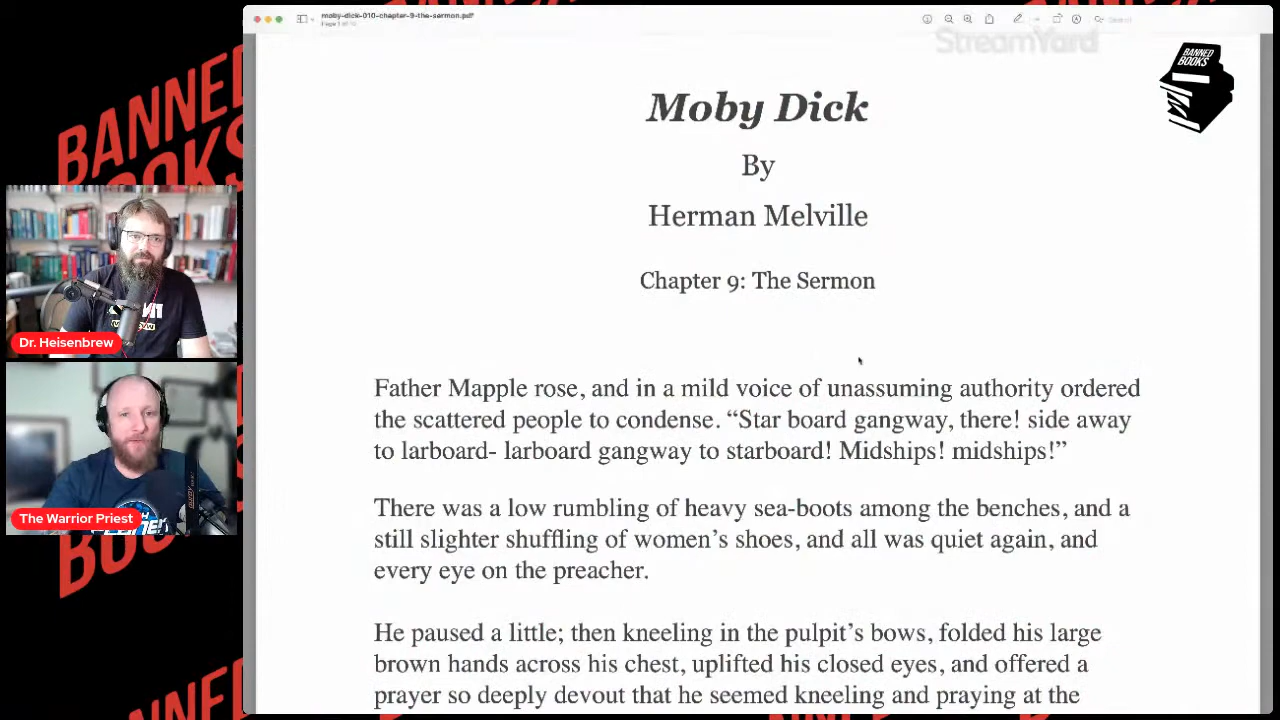 moby-dick-010-chapter-9-the-sermon.pdf
Search
StreamYard
BANNED
BOOKS
Moby Dick
By
Herman Melville
Chapter 9: The Sermon
Father Mapple rose, and in a mild voice of unassuming authority ordered
the scattered people to condense. “Star board gangway, there! side away
to larboard- larboard gangway to starboard! Midships! midships!”
There was a low rumbling of heavy sea-boots among the benches, and a
still slighter shuffling of women’s shoes, and all was quiet again, and
every eye on the preacher.
He paused a little; then kneeling in the pulpit’s bows, folded his large
brown hands across his chest, uplifted his closed eyes, and offered a
prayer so deeply devout that he seemed kneeling and praying at the
BANNED
BOOKS
Dr. Heisenbrew
The Warrior Priest